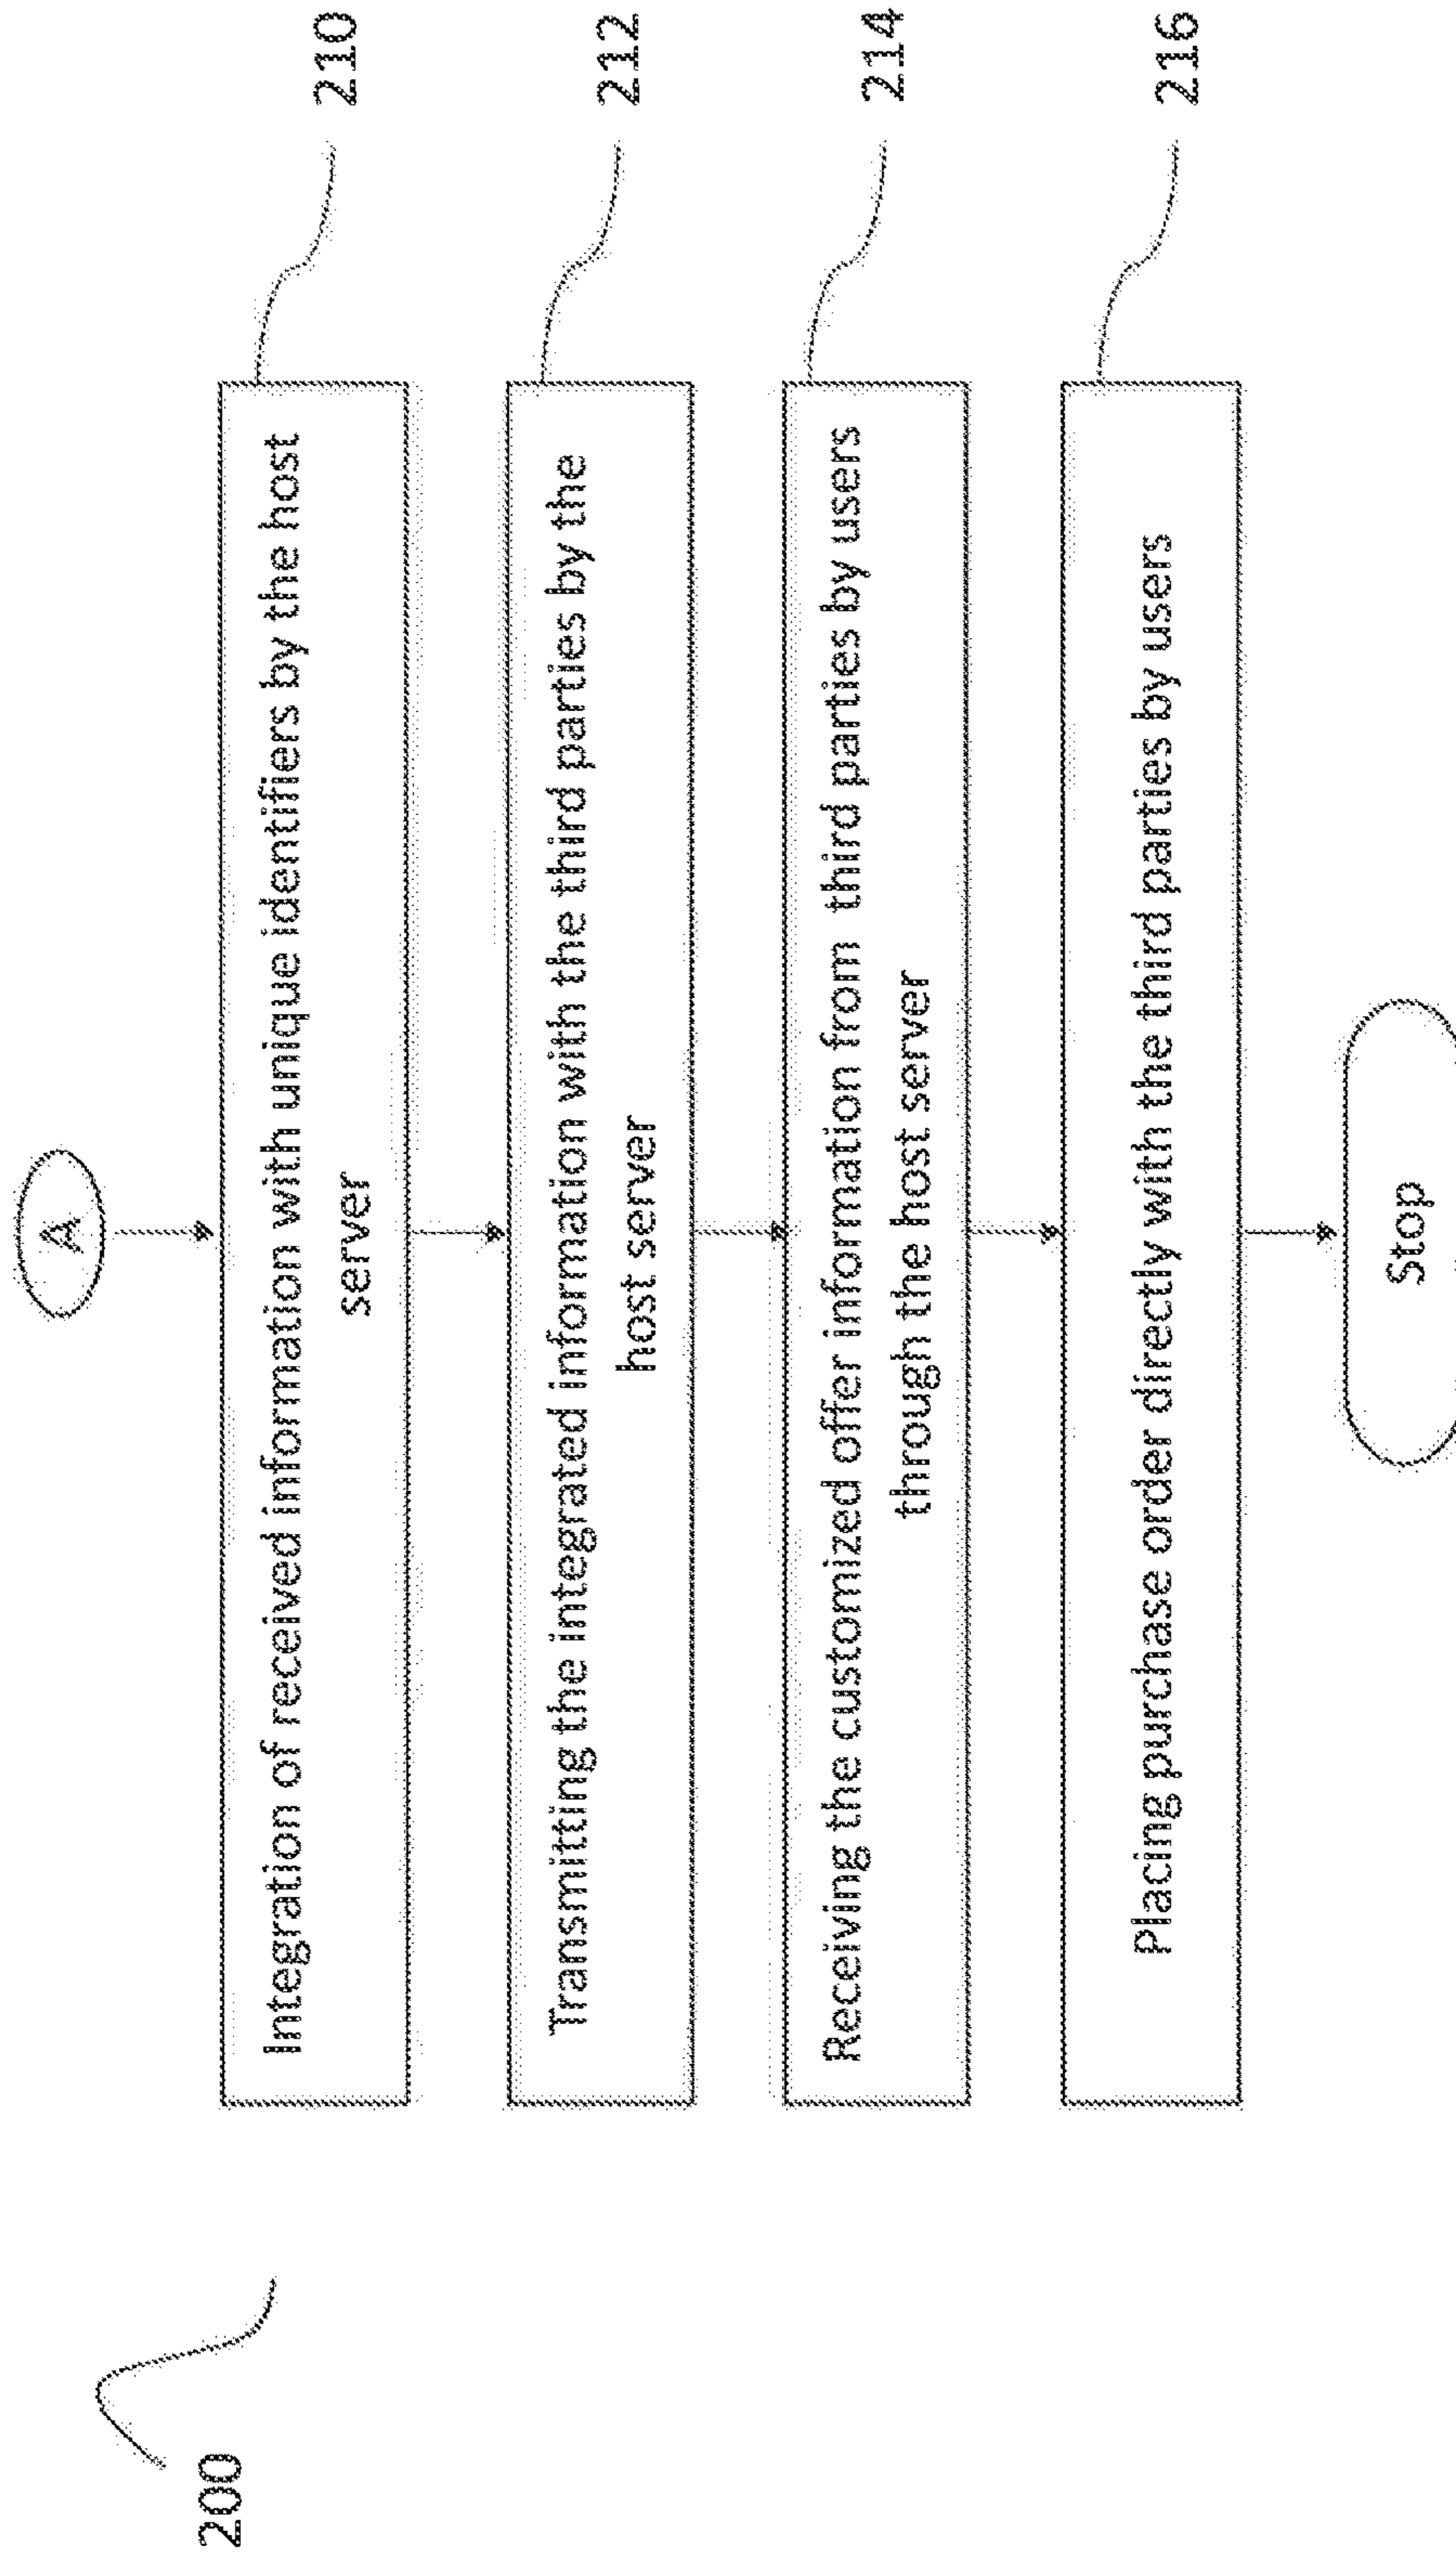 200
A
Integration of received information with unique identifiers by the host
server
210
Transmitting the integrated information with the third parties by the
host server
212
Receiving the customized offer information from third parties by users
through the host server
214
Placing purchase order directly with the third parties by users
216
Stop